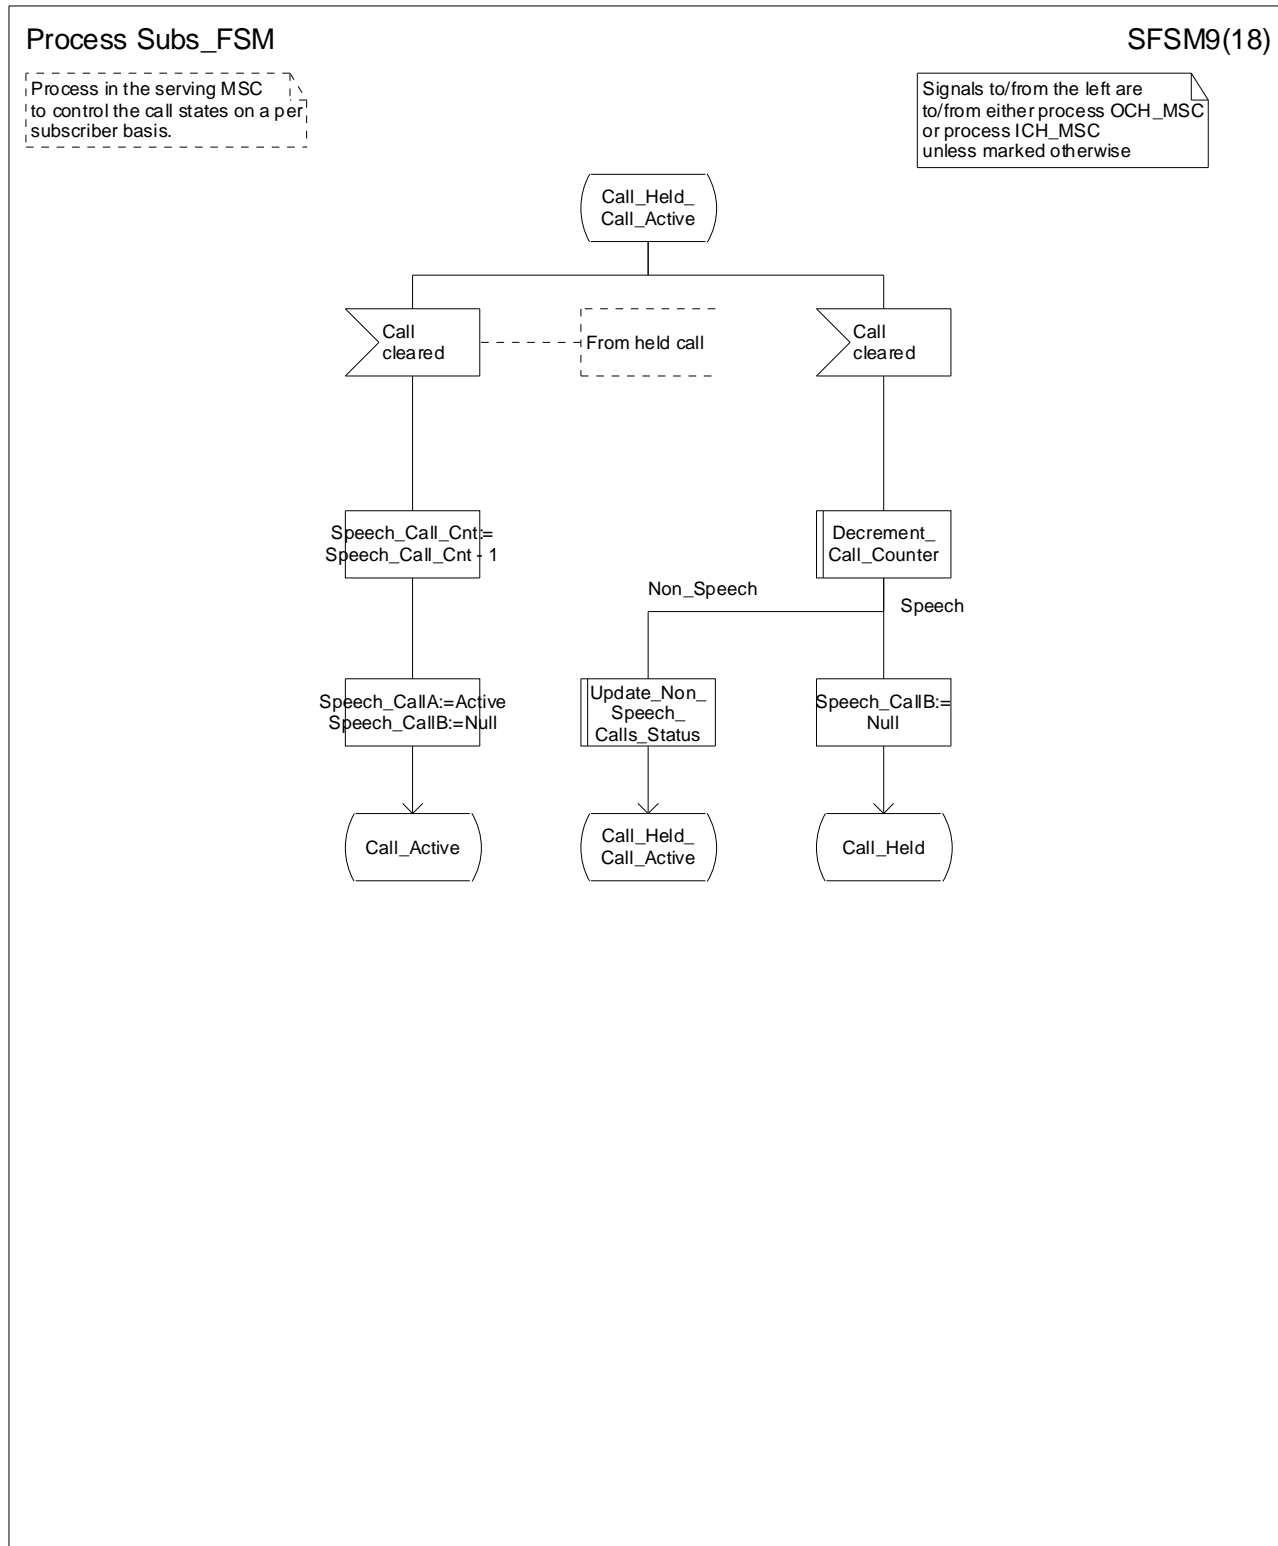 Process Subs_FSM
SFSM9(18)
Process in the serving MSC
to control the call states on a per
subscriber basis.
Signals to/from the left are
to/from either process OCH_MSC
or process ICH_MSC
unless marked otherwise
Call_Held_
Call_Active
Call
cleared
From held call
Call
cleared
Speech_Call_Cnt:=
Speech_Call_Cnt - 1
Decrement_
Call_Counter
Non_Speech
Speech
Speech_CallA:=Active
Speech_CallB:=Null
Update_Non_
Speech_
Calls_Status
Speech_CallB:=
Null
Call_Active
Call_Held_
Call_Active
Call_Held